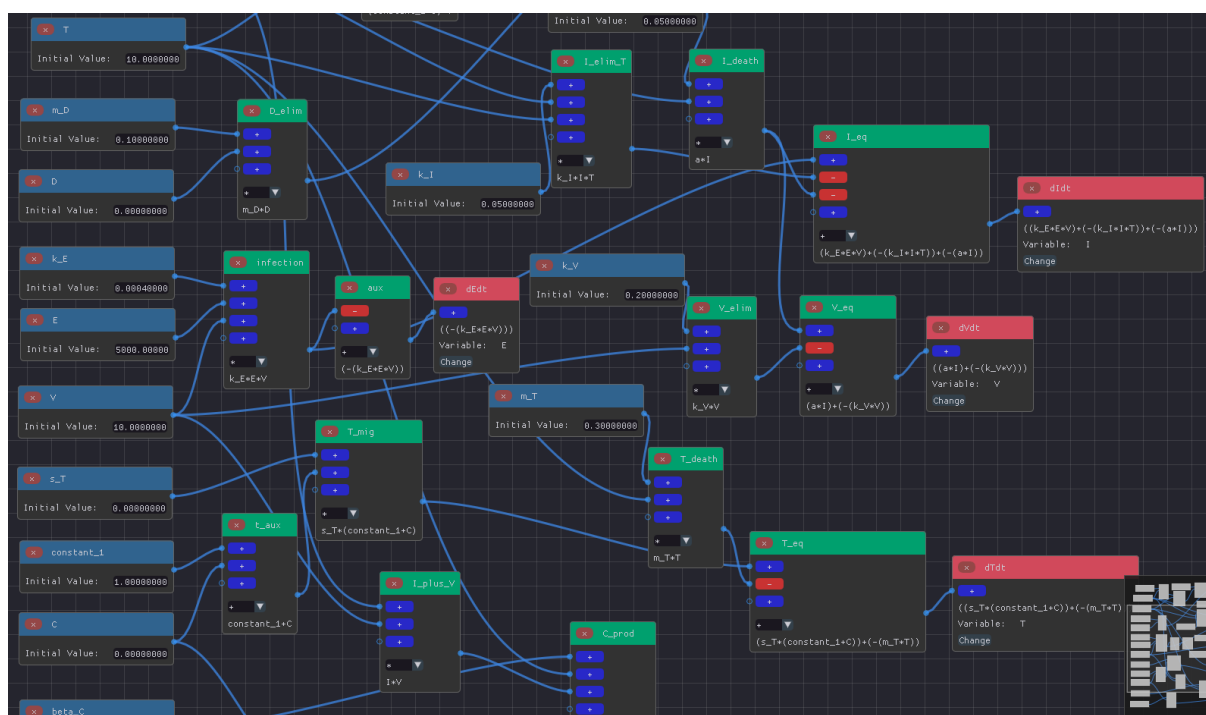 (constant_1+C)*T
Initial Value: 0.05000000
T
Initial Value: 10.0000000
I_elim_T
+
+
+
+
*
k_I*I*T
I_death
+
+
+
*
a*I
m_D
Initial Value: 0.10000000
D_elim
+
+
+
*
m_D*D
I_eq
+
-
-
+
+
(k_E*E*V)+(-(k_I*I*T))+(-(a*I))
D
Initial Value: 0.00000000
k_I
Initial Value: 0.05000000
dIdt
+
((k_E*E*V)+(-(k_I*I*T))+(-(a*I)))
Variable: I
Change
k_E
Initial Value: 0.00040000
infection
+
+
+
+
*
k_E*E*V
aux
-
+
+
(-(k_E*E*V))
dEdt
+
((-(k_E*E*V)))
Variable: E
Change
k_V
Initial Value: 0.20000000
V_elim
+
+
+
*
k_V*V
V_eq
+
-
+
+
(a*I)+(-(k_V*V))
dVdt
+
((a*I)+(-(k_V*V)))
Variable: V
Change
E
Initial Value: 5000.00000
V
Initial Value: 10.0000000
m_T
Initial Value: 0.30000000
T_mig
+
+
+
*
s_T*(constant_1+C)
T_death
+
+
+
*
m_T*T
s_T
Initial Value: 0.08000000
t_aux
+
+
+
+
constant_1+C
constant_1
Initial Value: 1.00000000
T_eq
+
-
+
+
(s_T*(constant_1+C))+(-(m_T*T))
dTdt
+
((s_T*(constant_1+C))+(-(m_T*T)
Variable: T
Change
I_plus_V
+
+
+
*
I*V
C
Initial Value: 0.00000000
C_prod
+
+
+
+
beta_C